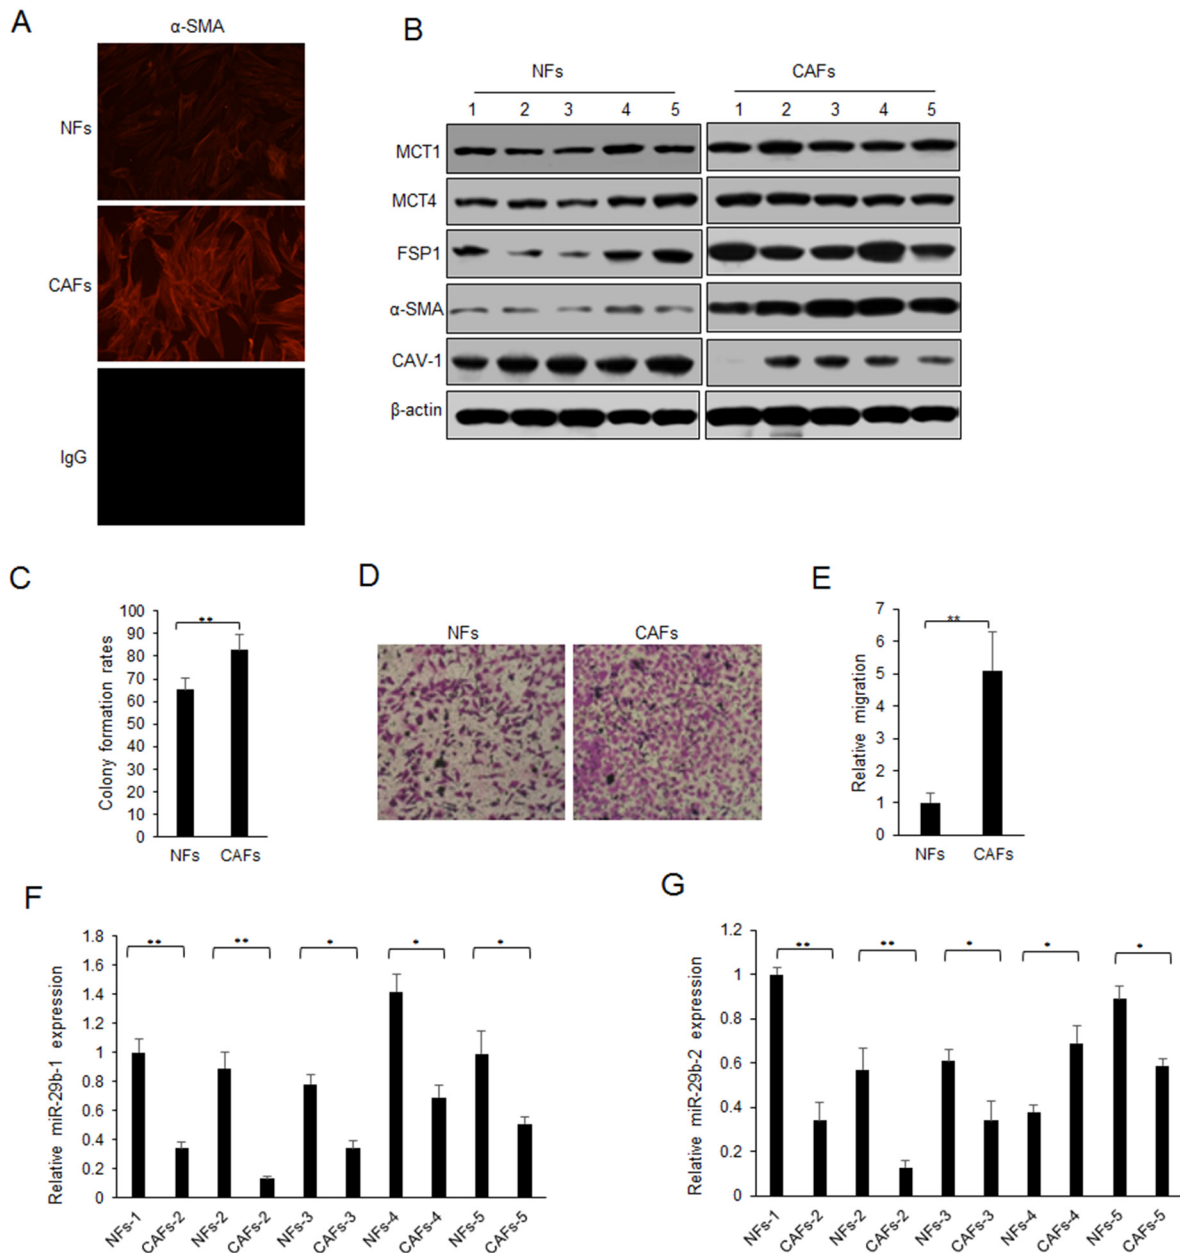 A
α-SMA
NFs
CAFs
IgG
B
NFs
CAFs
1 2 3 4 5
1 2 3 4 5
MCT1
MCT4
FSP1
α-SMA
CAV-1
β-actin
C
Colony formation rates
100
90
80
70
60
50
40
30
20
10
0
**
NFs CAFs
D
NFs
CAFs
E
Relative migration
7
6
5
4
3
2
1
0
**
NFs CAFs
F
Relative miR-29b-1 expression
1.8
1.6
1.4
1.2
1
0.8
0.6
0.4
0.2
0
** ** * * *
NFs-1 CAFs-2 NFs-2 CAFs-2 NFs-3 CAFs-3 NFs-4 CAFs-4 NFs-5 CAFs-5
G
Relative miR-29b-2 expression
1.2
1
0.8
0.6
0.4
0.2
0
** ** * * *
NFs-1 CAFs-2 NFs-2 CAFs-2 NFs-3 CAFs-3 NFs-4 CAFs-4 NFs-5 CAFs-5